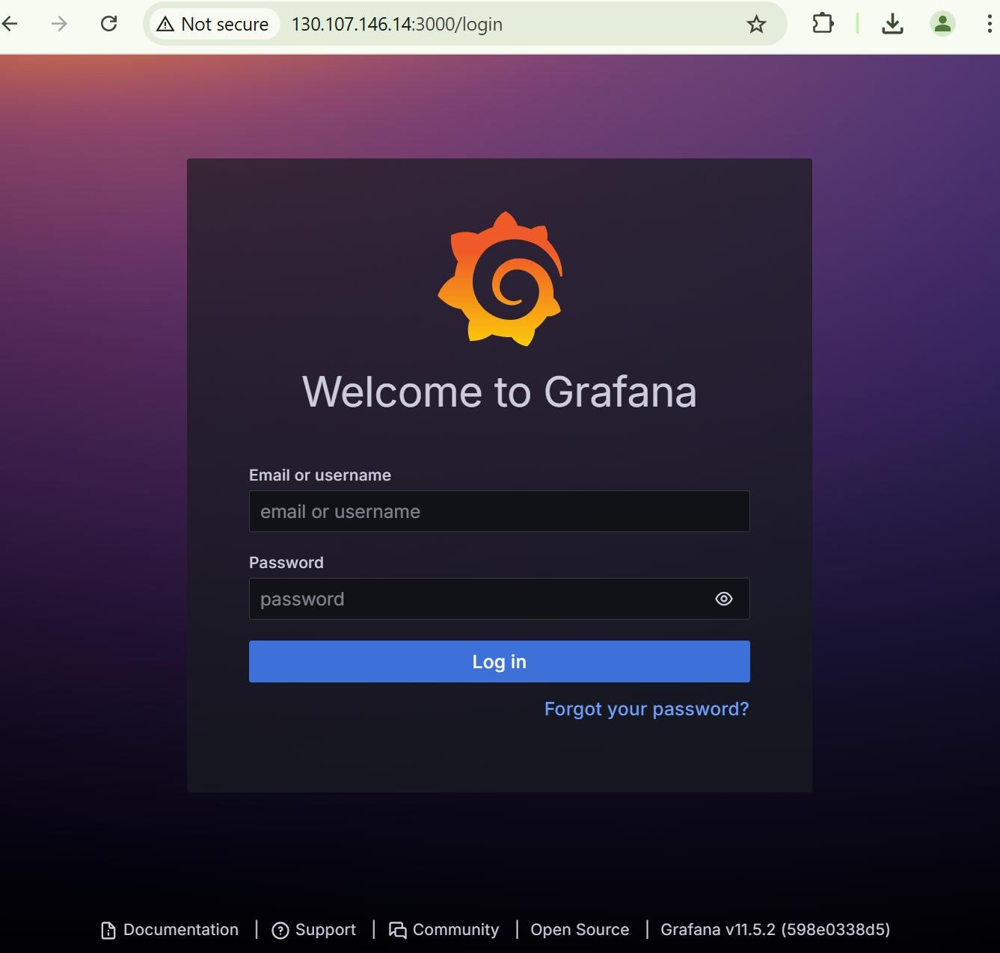 Not secure 130.107.146.14:3000/login
Welcome to Grafana
Email or username
email or username
Password
password
Log in
Forgot your password?
Documentation | Support | Community | Open Source | Grafana v11.5.2 (598e0338d5)